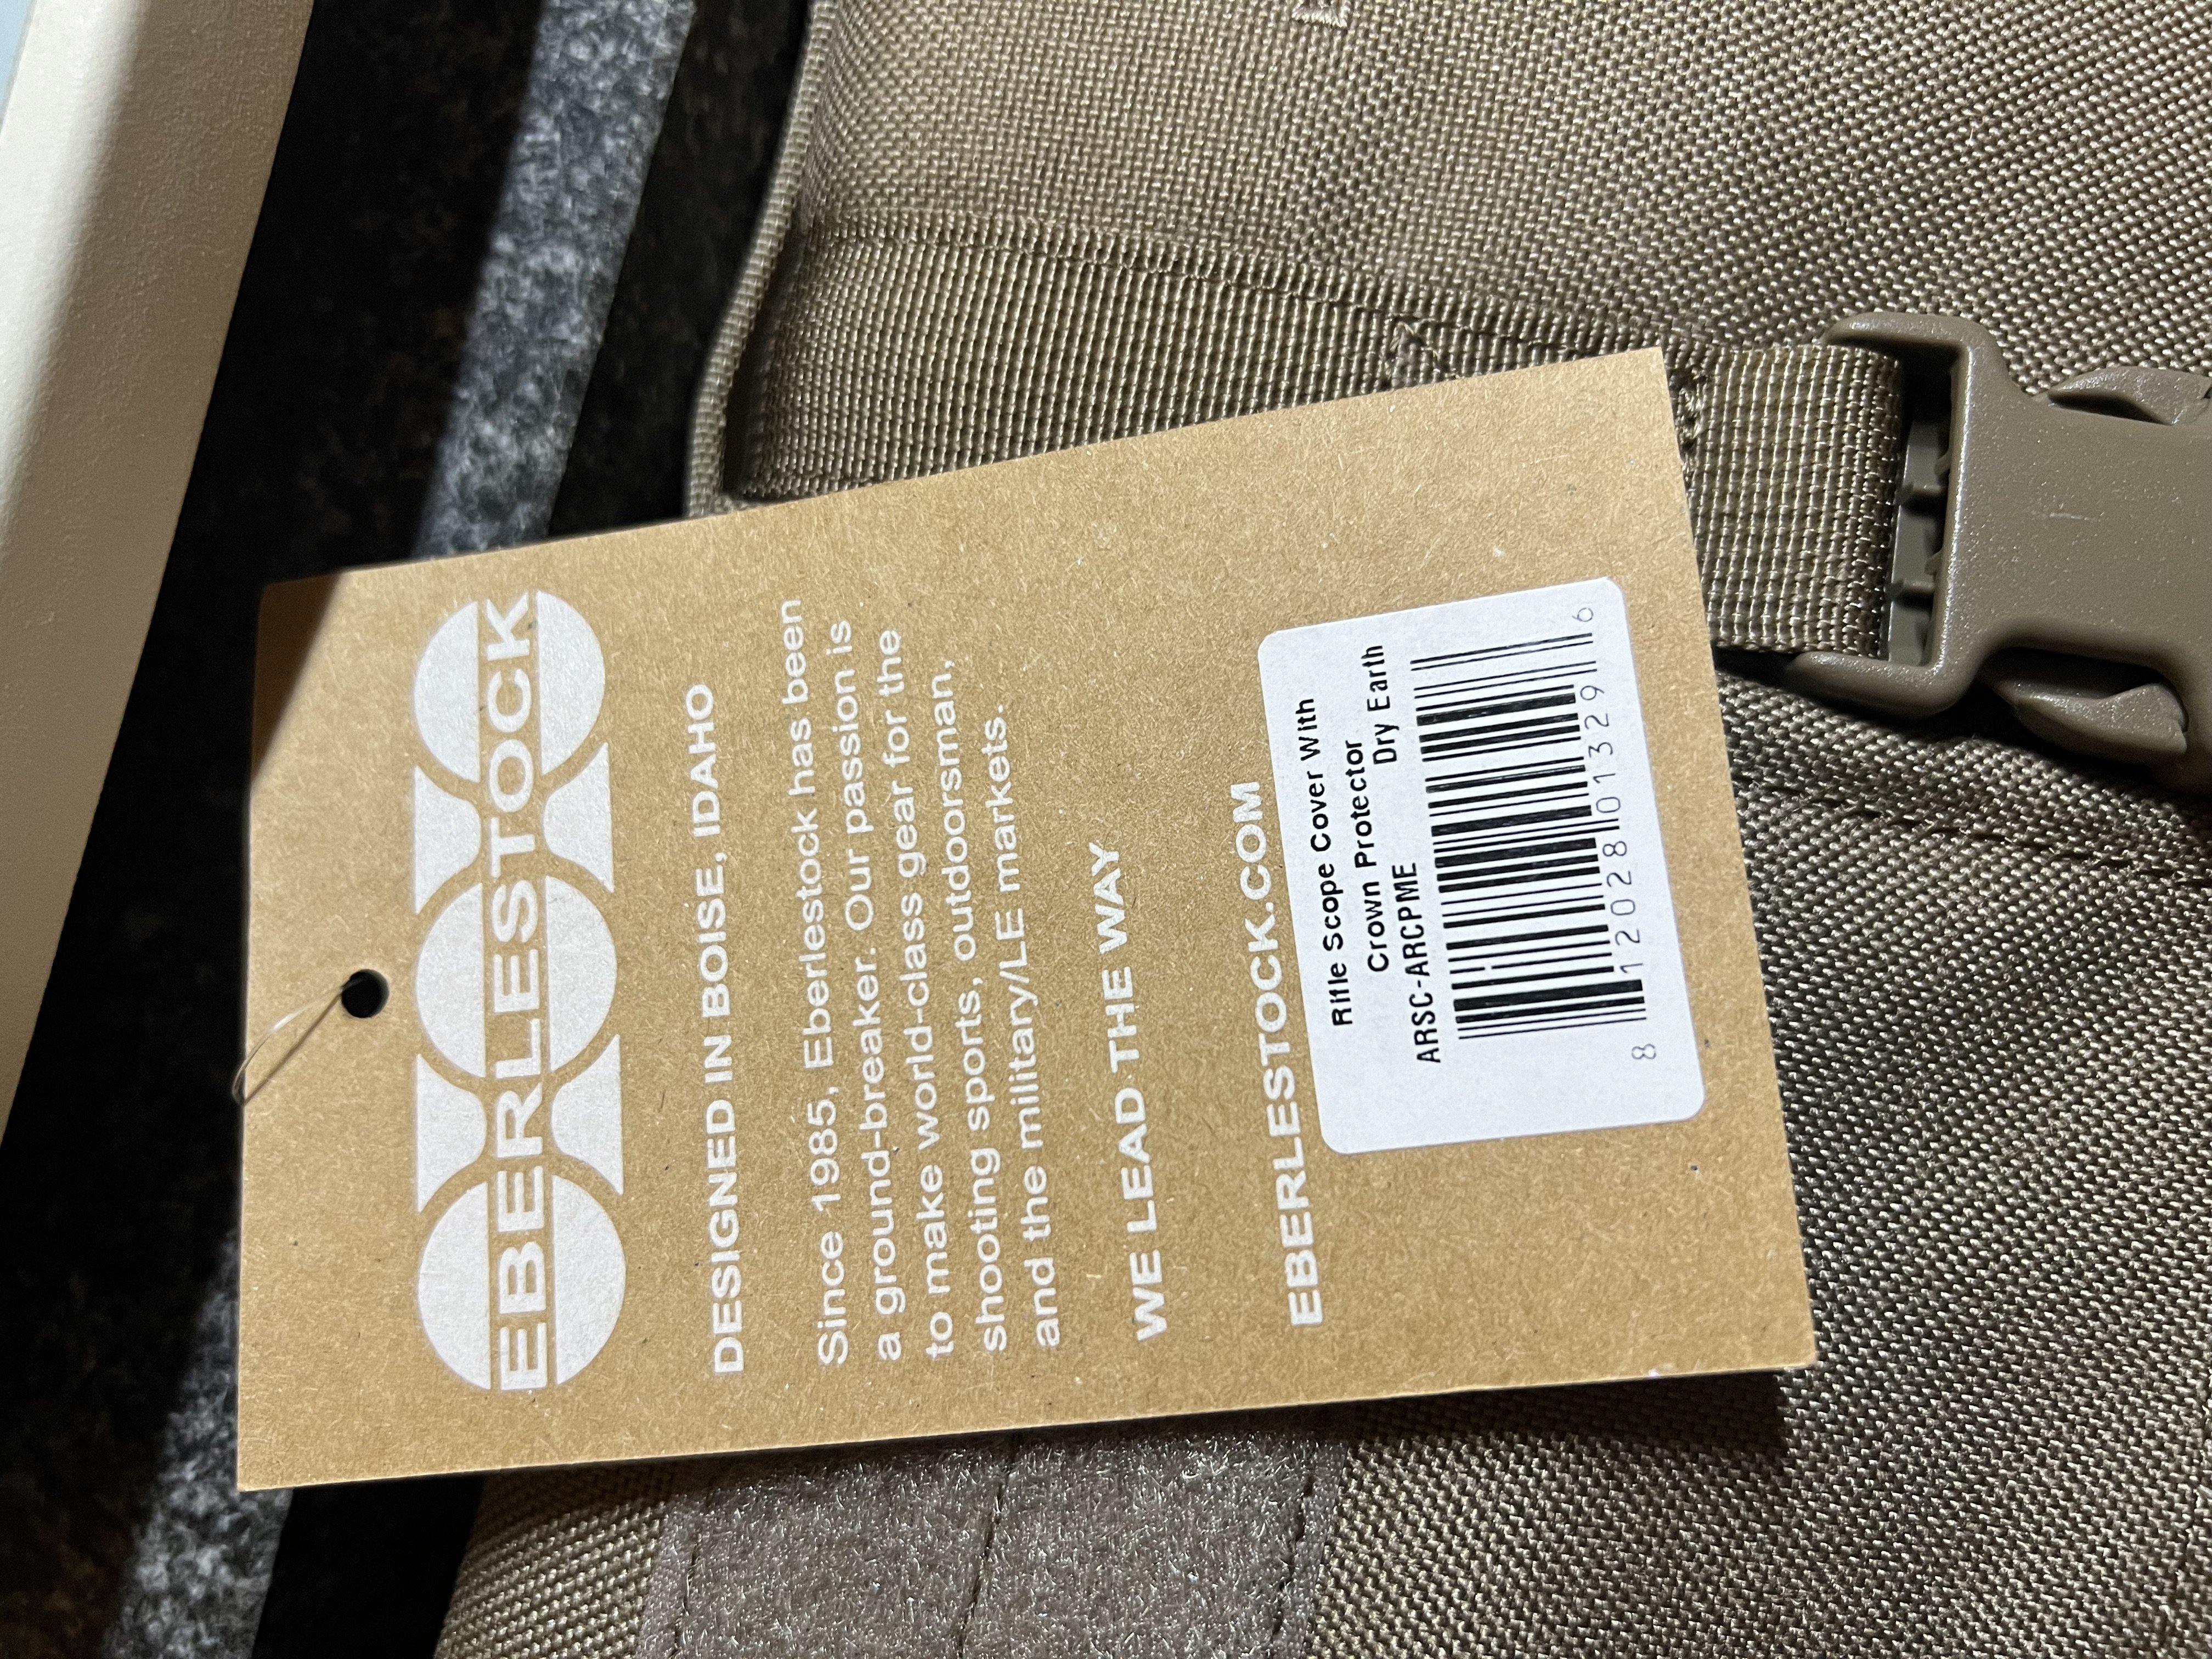 EBERLESTOCK
DESIGNED IN BOISE, IDAHO
Since 1985, Eberlestock has been
a ground-breaker. Our passion is
to make world-class gear for the
shooting sports, outdoorsman,
and the military/LE markets.
WE LEAD THE WAY
EBERLESTOCK.COM
Rifle Scope Cover With
Crown Protector
Dry Earth
ARSC-ARCPME
8 12028 01329 6